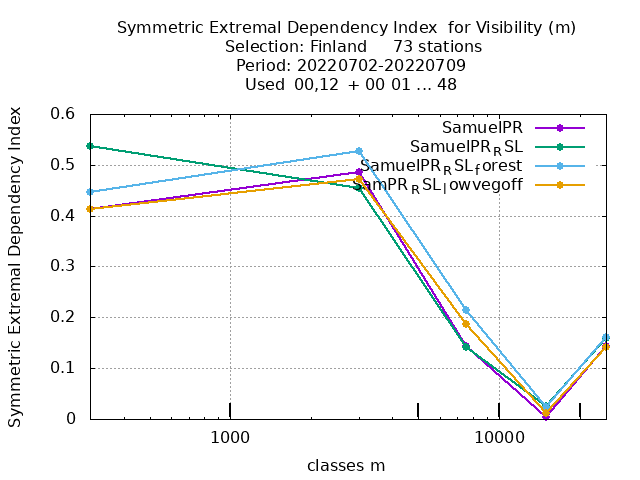 Symmetric Extremal Dependency Index for Visibility (m)
Selection: Finland 73 stations
Period: 20220702-20220709
Used 00,12 + 00 01 ... 48
Symmetric Extremal Dependency Index
0.6
0.5
0.4
0.3
0.2
0.1
0
SamuelPR
SamuelPR_RSL
SamuelPR_RSL_forest
SamPR_RSL_lowvegoff
1000
10000
classes m